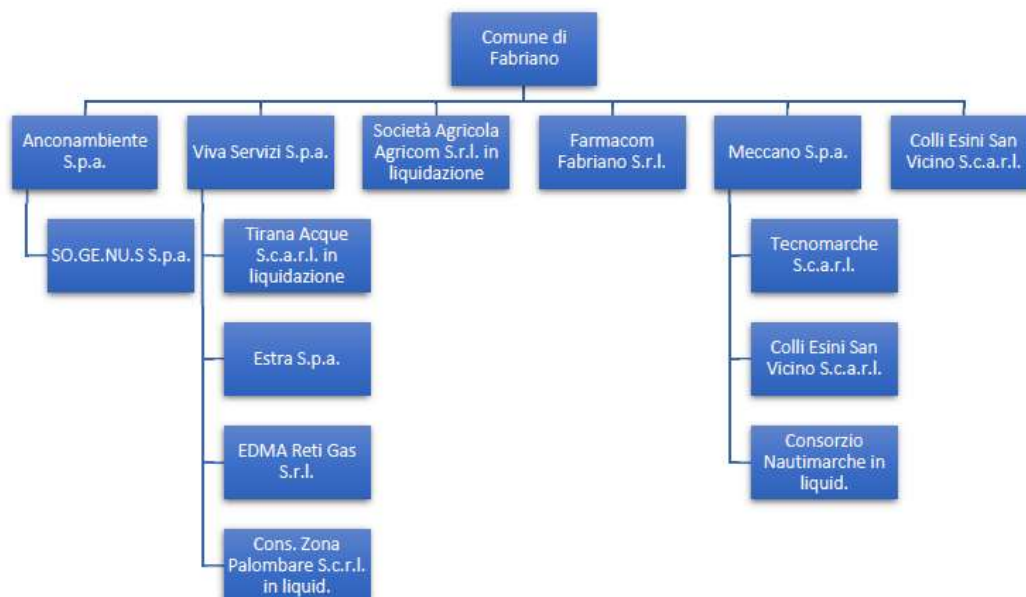 Comune di
Fabriano
Anconambiente
S.p.a.
Viva Servizi S.p.a.
Società Agricola
Agricom S.r.l. in
liquidazione
Farmacom
Fabriano S.r.l.
Meccano S.p.a.
Colli Esini San
Vicino S.c.a.r.l.
SO.GE.NU.S S.p.a.
Tirana Acque
S.c.a.r.l. in
liquidazione
Estra S.p.a.
EDMA Reti Gas
S.r.l.
Cons. Zona
Palombare S.c.r.l.
in liquid.
Tecnomarche
S.c.a.r.l.
Colli Esini San
Vicino S.c.a.r.l.
Consorzio
Nautimarche in
liquid.